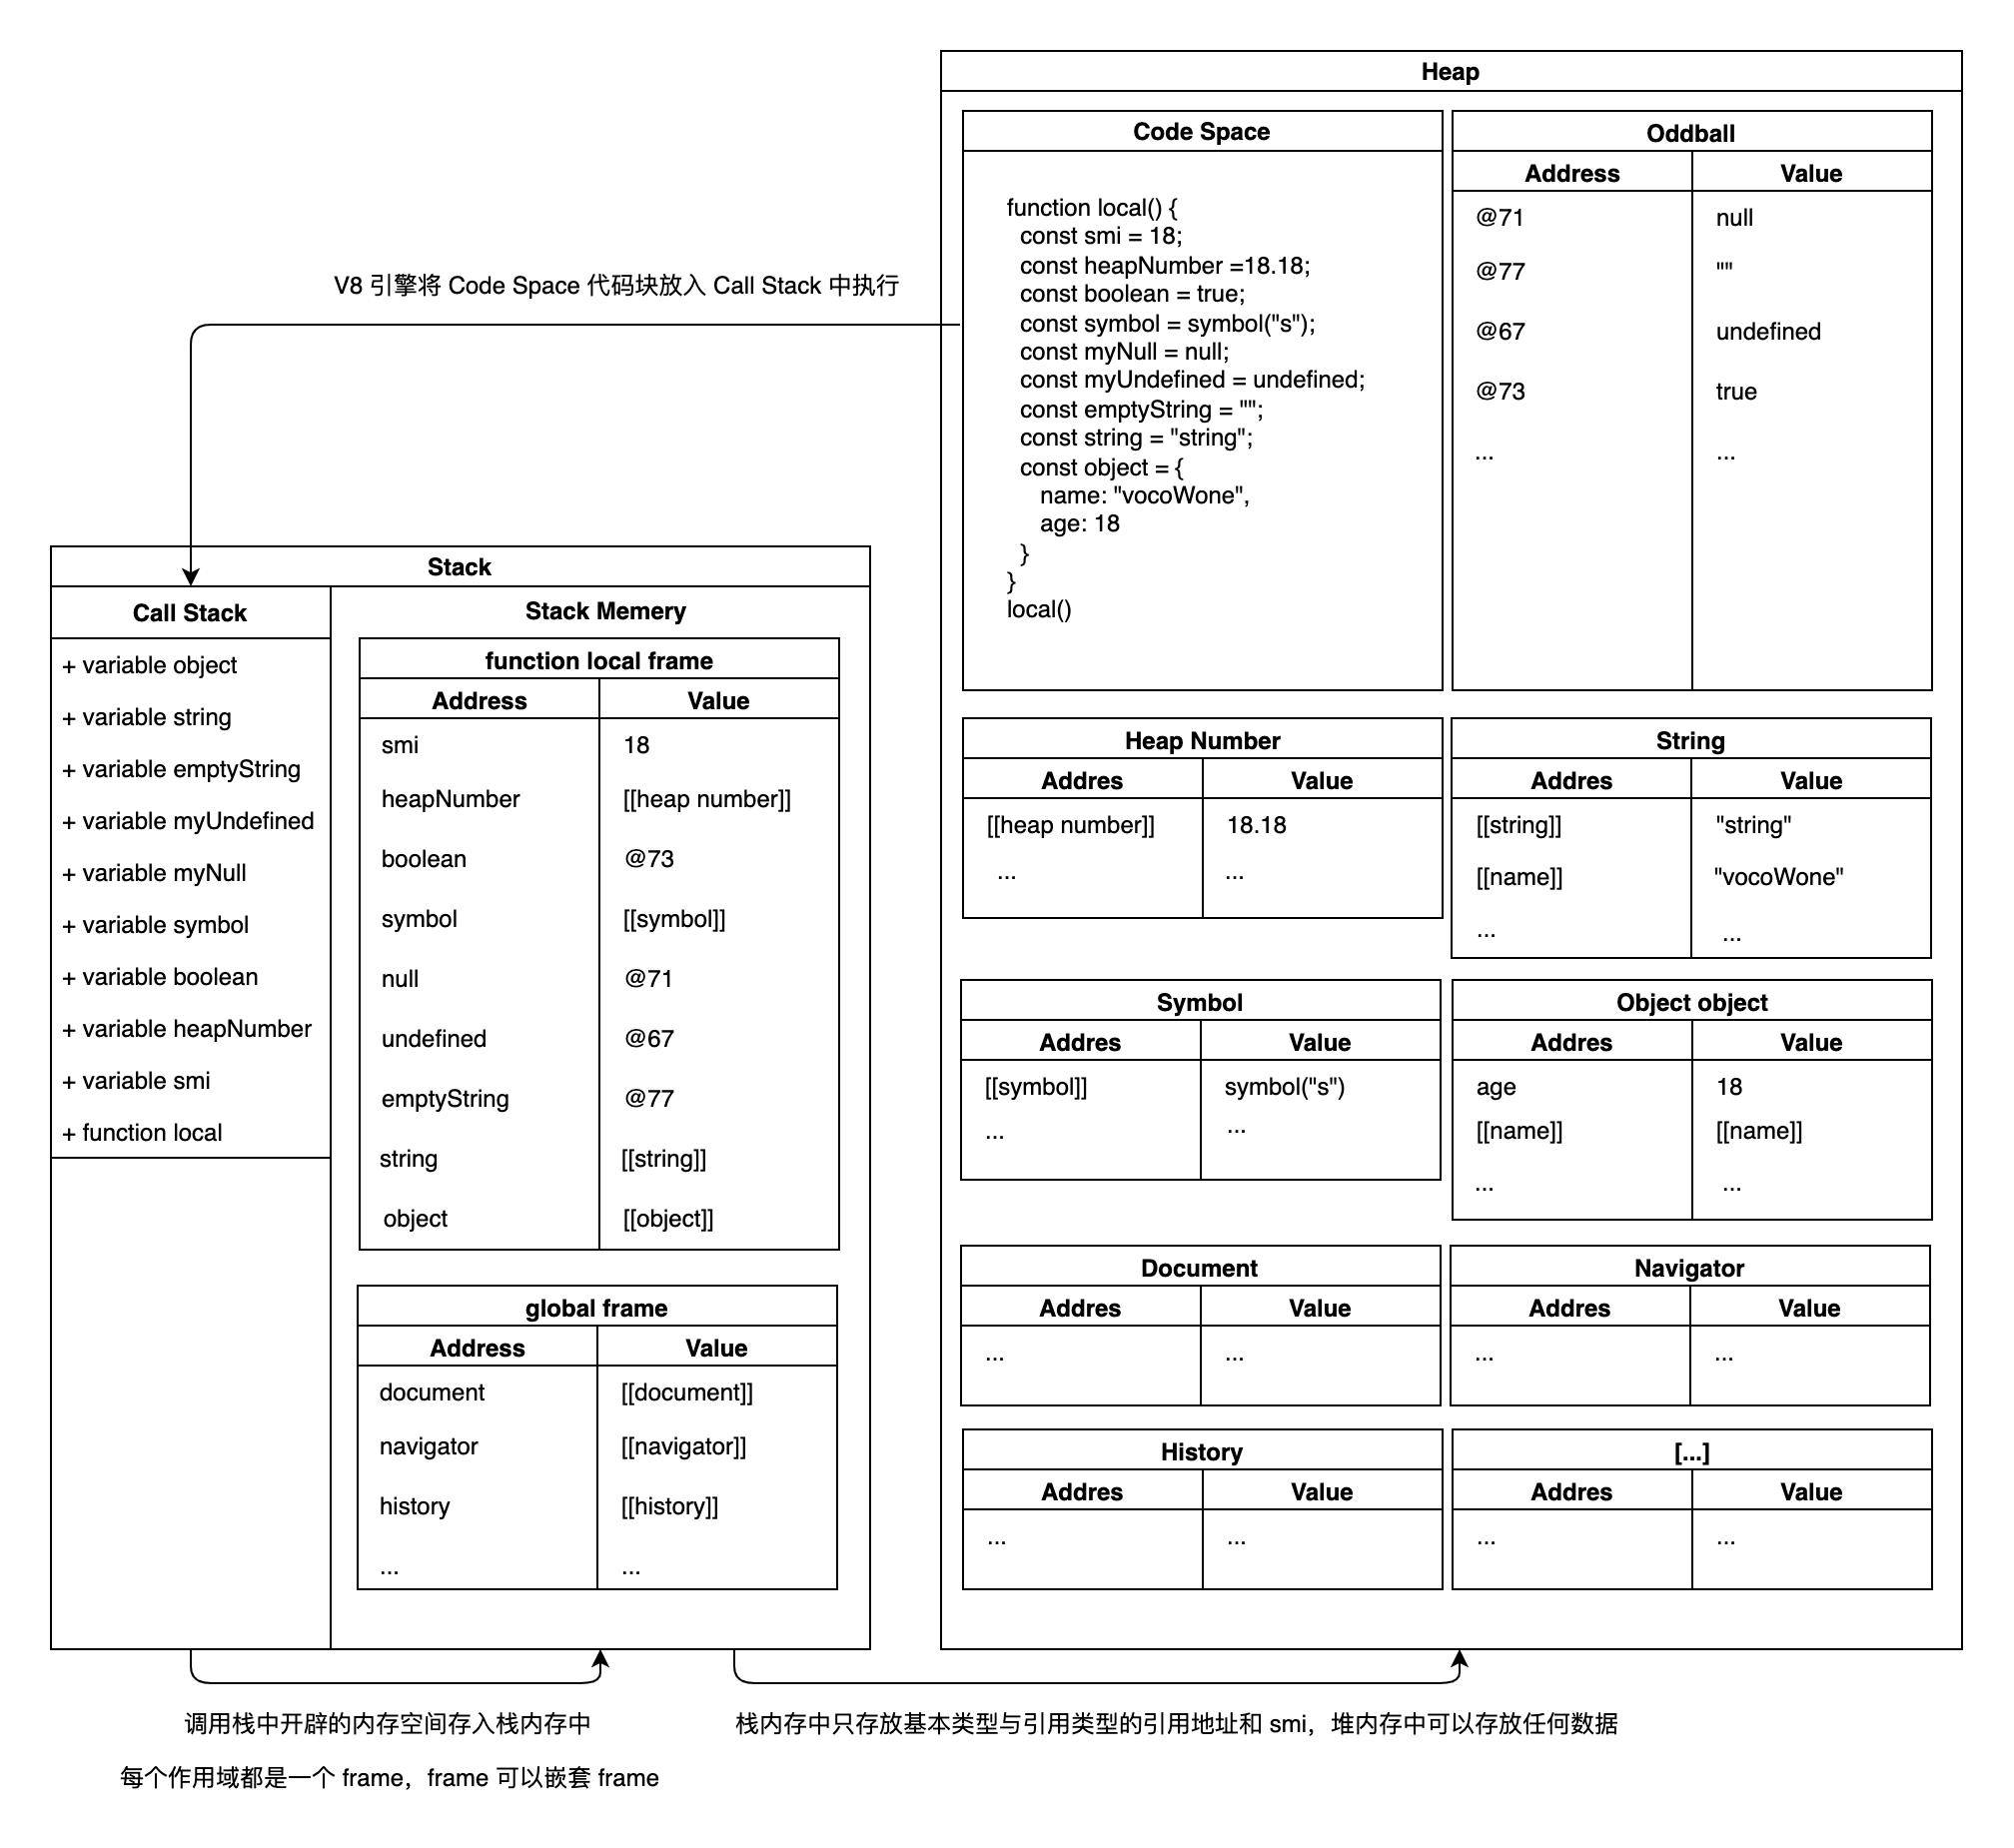 Heap
Code Space
function local() {
const smi = 18;
const heapNumber =18.18;
const boolean = true;
const symbol = symbol("s");
const myNull = null;
const myUndefined = undefined;
const emptyString = "";
const string = "string";
const object = {
name: "vocoWone",
age: 18
}
}
local()
Oddball
Address Value
@71 null
@77 ""
@67 undefined
@73 true
... ...
V8 引擎将 Code Space 代码块放入 Call Stack 中执行
Stack
Call Stack
+ variable object
+ variable string
+ variable emptyString
+ variable myUndefined
+ variable myNull
+ variable symbol
+ variable boolean
+ variable heapNumber
+ variable smi
+ function local
Stack Memery
function local frame
Address Value
smi 18
heapNumber [[heap number]]
boolean @73
symbol [[symbol]]
null @71
undefined @67
emptyString @77
string [[string]]
object [[object]]
global frame
Address Value
document [[document]]
navigator [[navigator]]
history [[history]]
... ...
Heap Number
Addres Value
[[heap number]] 18.18
... ...
String
Addres Value
[[string]] "string"
[[name]] "vocoWone"
... ...
Symbol
Addres Value
[[symbol]] symbol("s")
... ...
Object object
Addres Value
age 18
[[name]] [[name]]
... ...
Document
Addres Value
... ...
Navigator
Addres Value
... ...
History
Addres Value
... ...
[...]
Addres Value
... ...
调用栈中开辟的内存空间存入栈内存中
每个作用域都是一个 frame，frame 可以嵌套 frame
栈内存中只存放基本类型与引用类型的引用地址和 smi，堆内存中可以存放任何数据